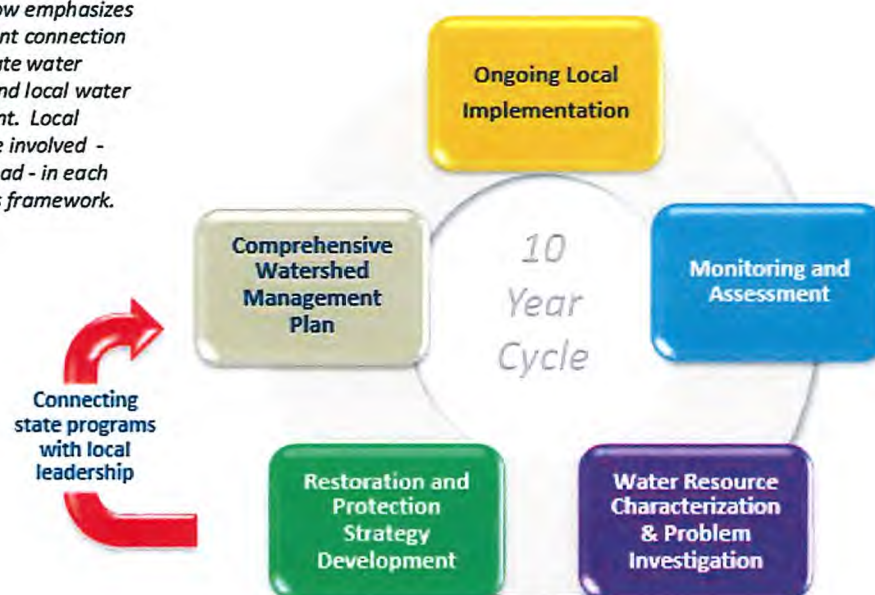 ow emphasizes
nt connection
ate water
nd local water
nt. Local
e involved -
ad - in each
s framework.
Ongoing Local
Implementation
Comprehensive
Watershed
Management
Plan
10
Year
Cycle
Monitoring and
Assessment
Connecting
state programs
with local
leadership
Restoration and
Protection
Strategy
Development
Water Resource
Characterization
& Problem
Investigation